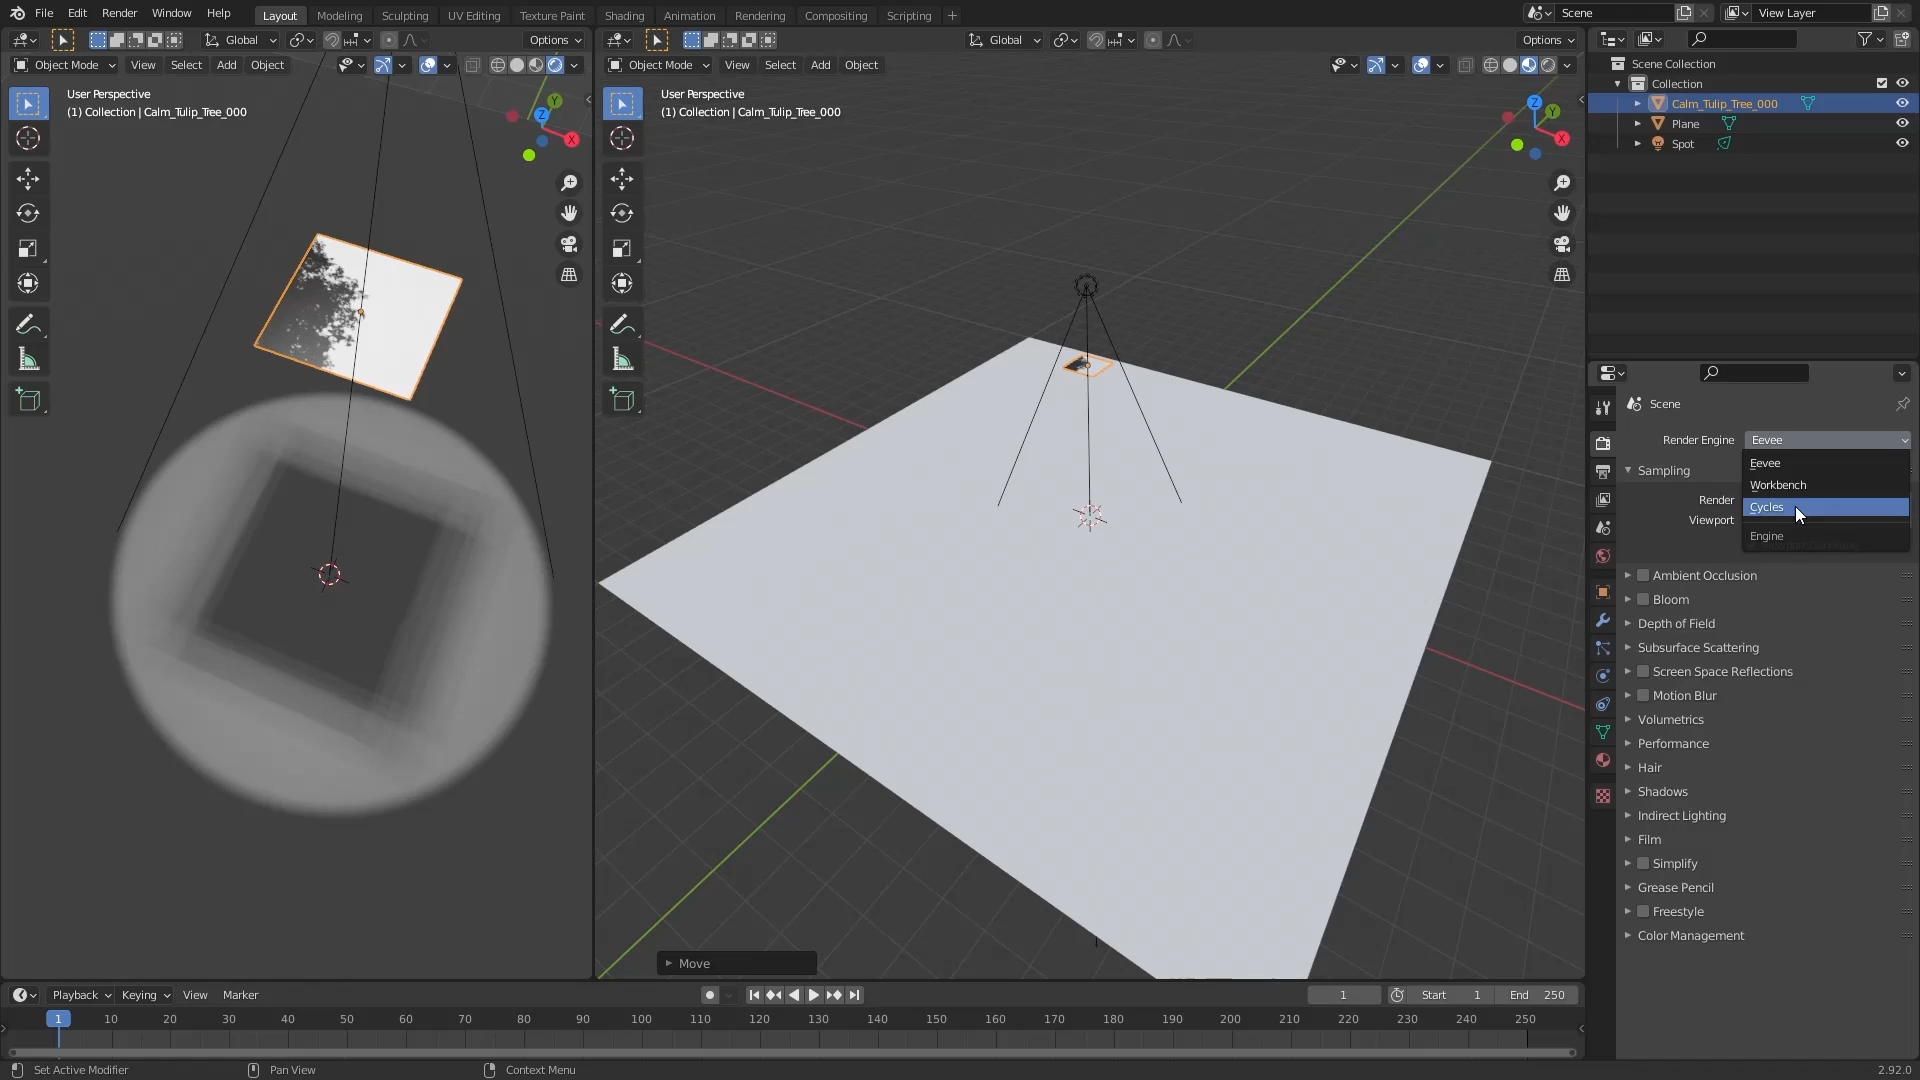 File Edit Render Window Help Layout Modeling Sculpting UV Editing Texture Paint Shading Animation Rendering Compositing Scripting + Scene View Layer
Global Options
Global Options
Object Mode View Select Add Object
Object Mode View Select Add Object
Scene Collection
Collection
Calm_Tulip_Tree_000
Plane
Spot
User Perspective
(1) Collection | Calm_Tulip_Tree_000
Y
Z
X
User Perspective
(1) Collection | Calm_Tulip_Tree_000
Z
Y
X
Scene
Render Engine Eevee
Eevee
Workbench
Cycles
Engine
Sampling
Render
Viewport
Ambient Occlusion
Bloom
Depth of Field
Subsurface Scattering
Screen Space Reflections
Motion Blur
Volumetrics
Performance
Hair
Shadows
Indirect Lighting
Film
Simplify
Grease Pencil
Freestyle
Color Management
Move
Playback Keying View Marker 1 Start 1 End 250
1 10 20 30 40 50 60 70 80 90 100 110 120 130 140 150 160 170 180 190 200 210 220 230 240 250
Set Active Modifier Pan View Context Menu 2.92.0